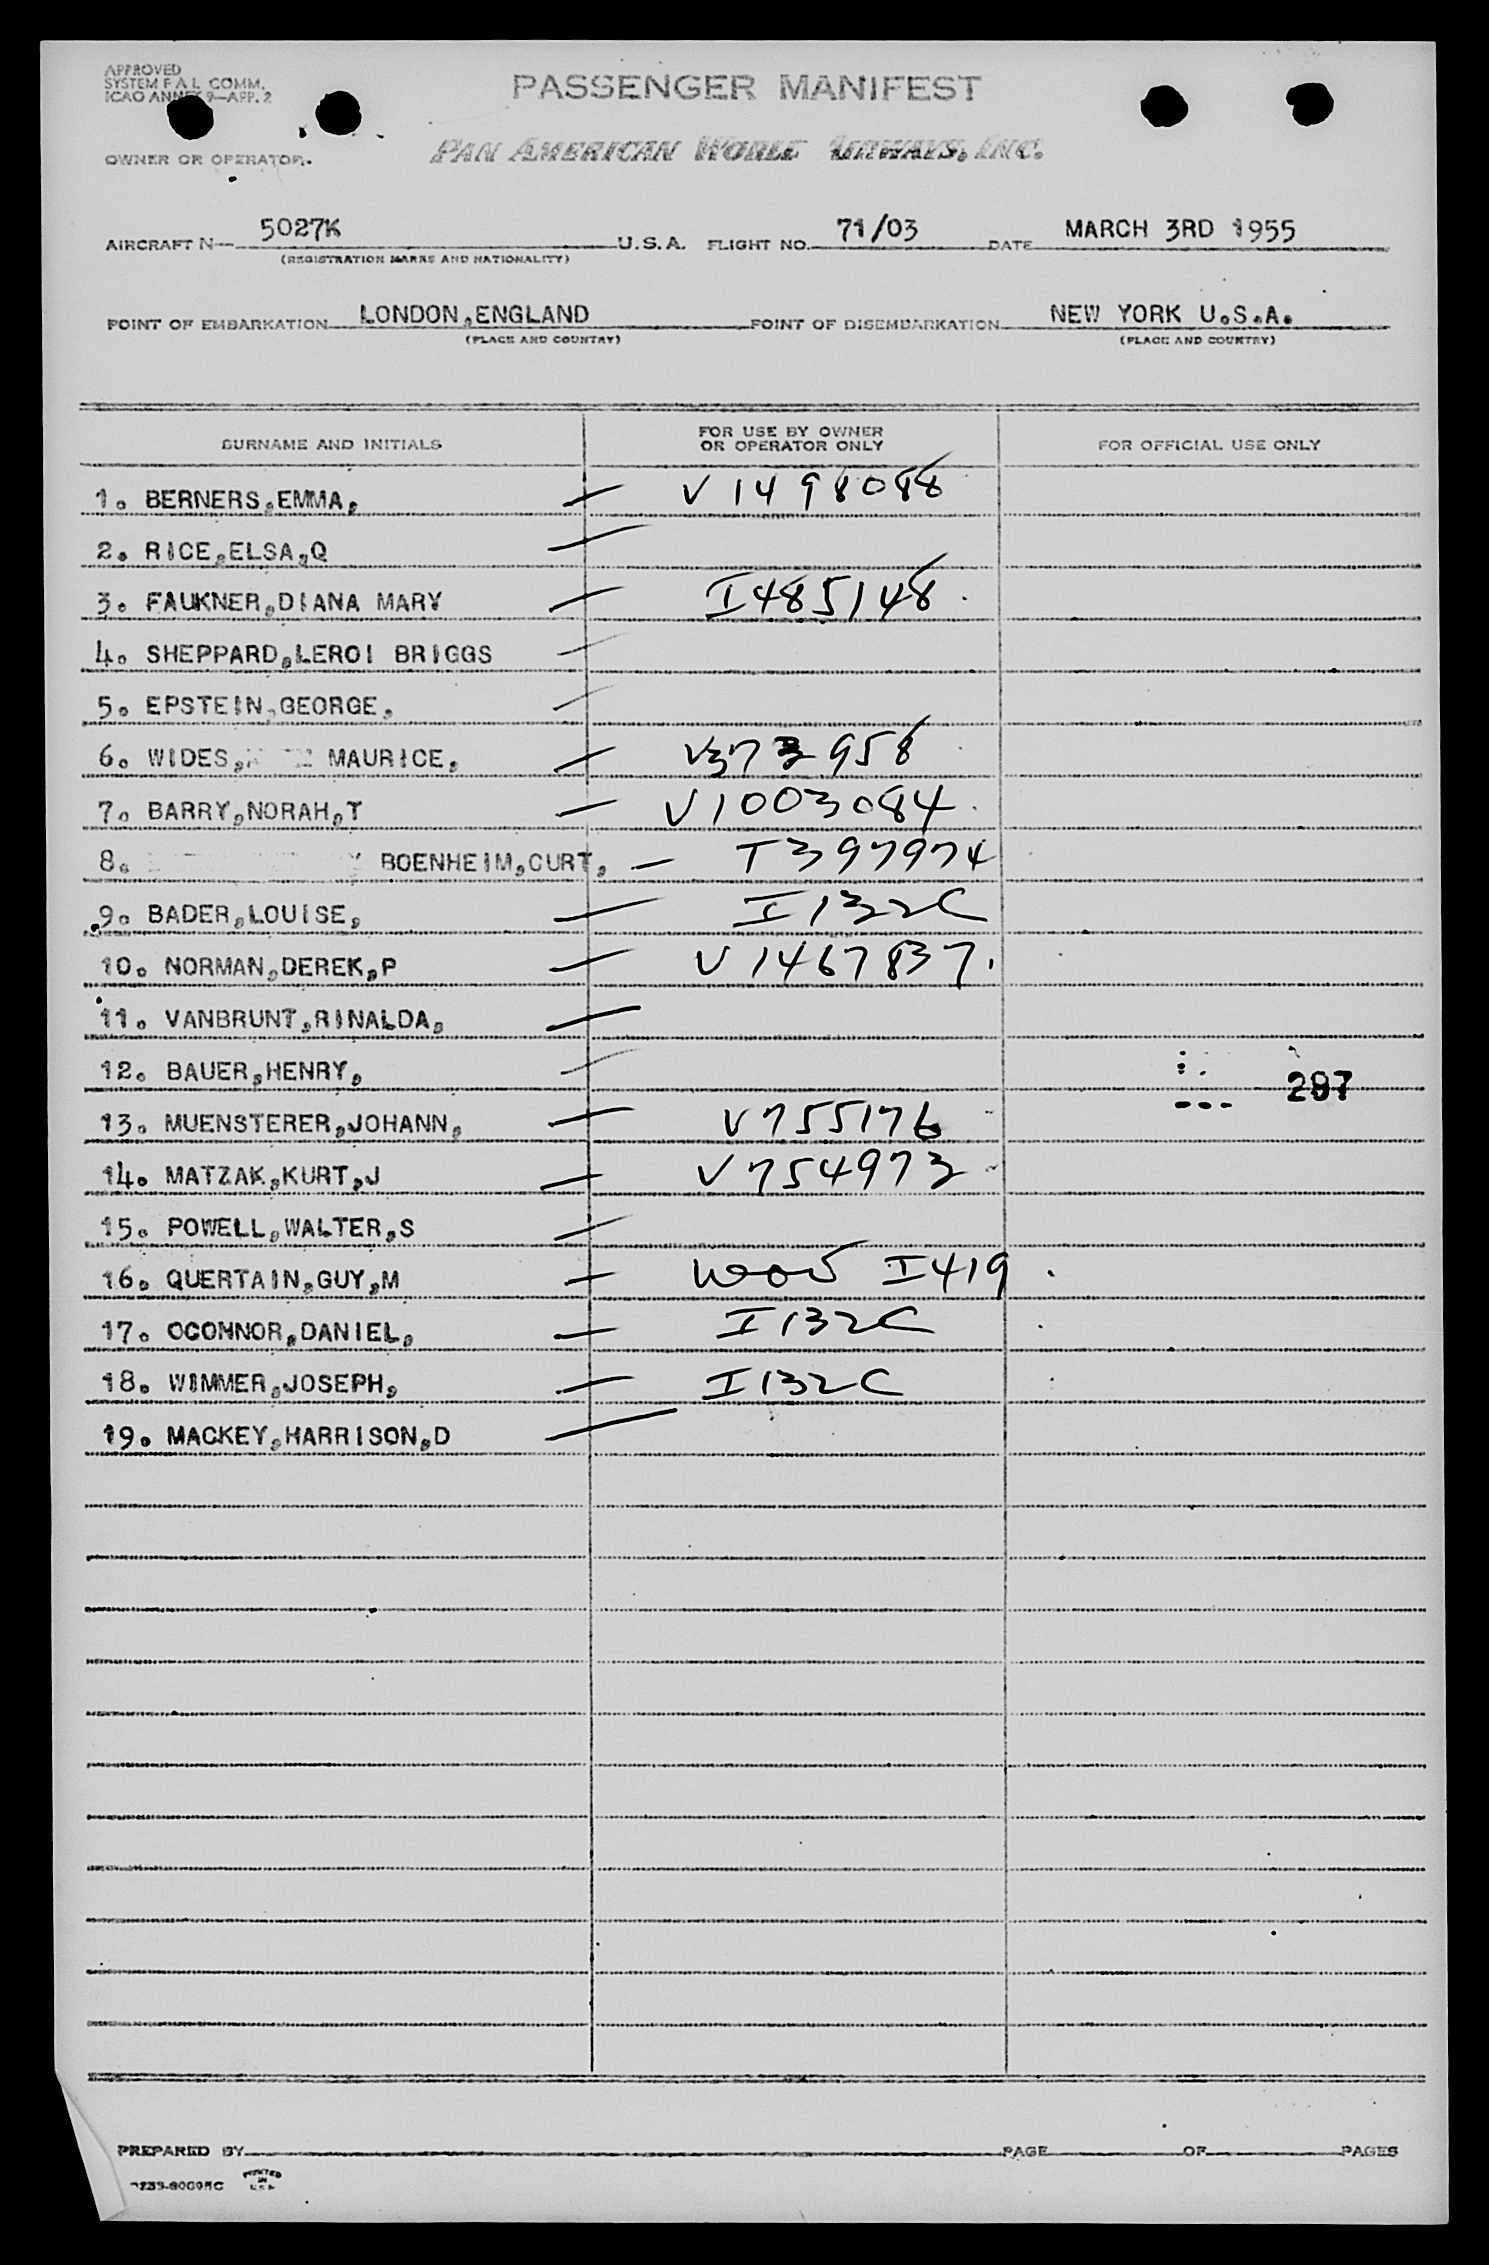 APPROVED
SYSTEM F A L COMM.
ICAO ANNEX 9—APP. 2
PASSENGER MANIFEST
OWNER OR OPERATOR
PAN AMERICAN WORLD AIRWAYS, INC.
AIRCRAFT N— 5027K U.S.A. FLIGHT NO. 71/03 DATE MARCH 3RD 1955
(REGISTRATION MARKS AND NATIONALITY)
POINT OF EMBARKATION LONDON,ENGLAND POINT OF DISEMBARKATION NEW YORK U.S.A.
(PLACE AND COUNTRY) (PLACE AND COUNTRY)
SURNAME AND INITIALS FOR USE BY OWNER OR OPERATOR ONLY FOR OFFICIAL USE ONLY
1. BERNERS,EMMA, V1498088
2. RICE,ELSA,Q
3. FAUKNER,DIANA MARY I485148
4. SHEPPARD,LEROI BRIGGS
5. EPSTEIN,GEORGE,
6. WIDES, MAURICE, 
7. BARRY,NORAH,T V1003084
8. BOENHEIM,CURT, T397974
9. BADER,LOUISE, I132C
10. NORMAN,DEREK,P V1467837.
11. VANBRUNT,RINALDA,
12. BAUER,HENRY, 287
13. MUENSTERER,JOHANN, V755176
14. MATZAK,KURT,J V754973
15. POWELL,WALTER,S
16. QUERTAIN,GUY,M I419
17. OCONNOR,DANIEL, I132C
18. WIMMER,JOSEPH, I132C
19. MACKEY,HARRISON,D
PREPARED BY PAGE OF PAGES
PRINTED IN U.S.A.